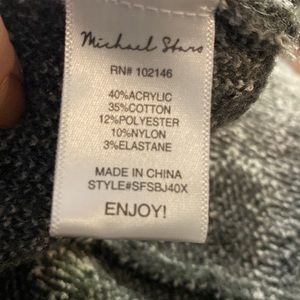 Michael Stars
RN# 102146
40%ACRYLIC
35%COTTON
12%POLYESTER
10%NYLON
3%ELASTANE
MADE IN CHINA
STYLE#SFSBJ40X
ENJOY!